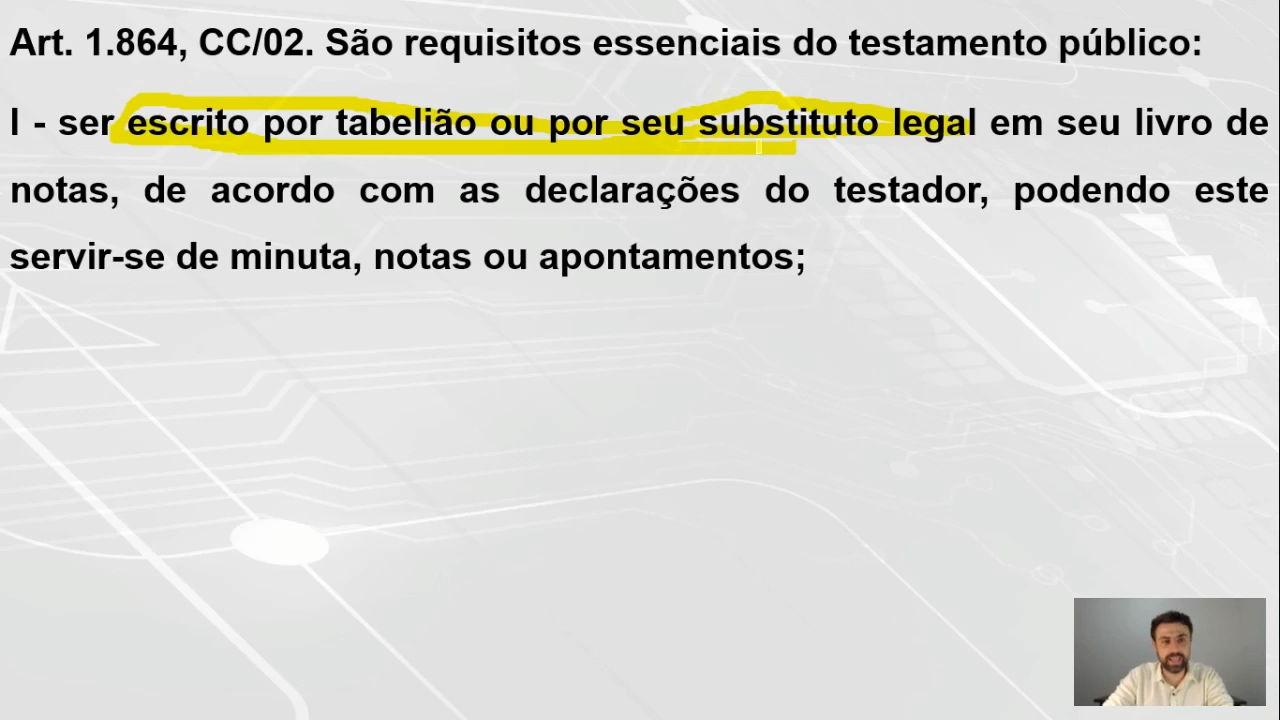 Art. 1.864, CC/02. São requisitos essenciais do testamento público:
I - ser escrito por tabelião ou por seu substituto legal em seu livro de
notas, de acordo com as declarações do testador, podendo este
servir-se de minuta, notas ou apontamentos;